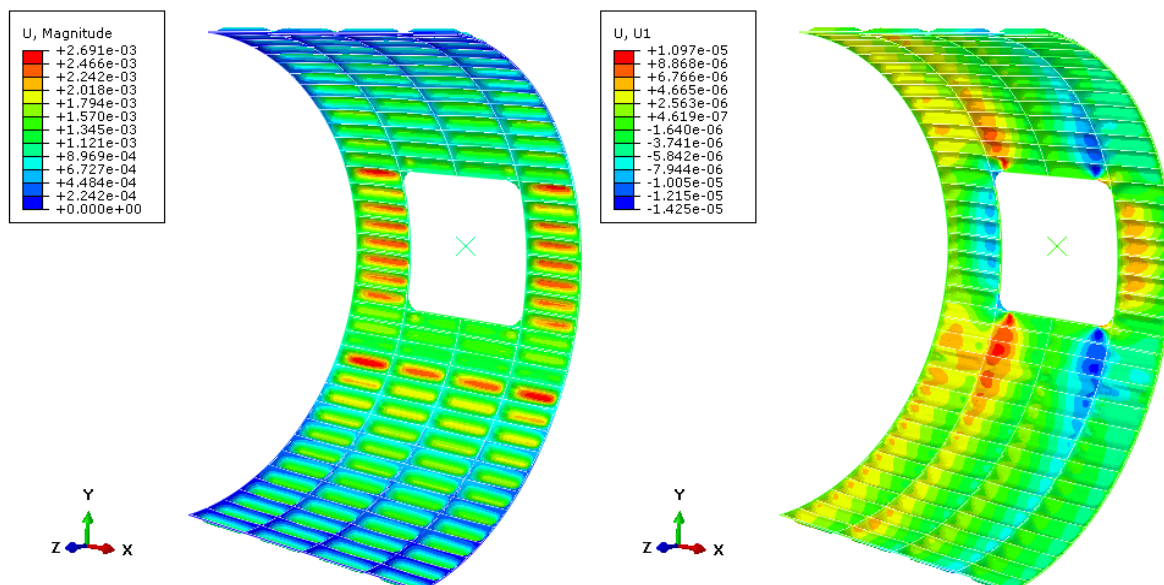 U, Magnitude
+2.691e-03
+2.466e-03
+2.242e-03
+2.018e-03
+1.794e-03
+1.570e-03
+1.345e-03
+1.121e-03
+8.969e-04
+6.727e-04
+4.484e-04
+2.242e-04
+0.000e+00
Y
Z
X
U, U1
+1.097e-05
+8.868e-06
+6.766e-06
+4.665e-06
+2.563e-06
+4.619e-07
-1.640e-06
-3.741e-06
-5.842e-06
-7.944e-06
-1.005e-05
-1.215e-05
-1.425e-05
Y
Z
X